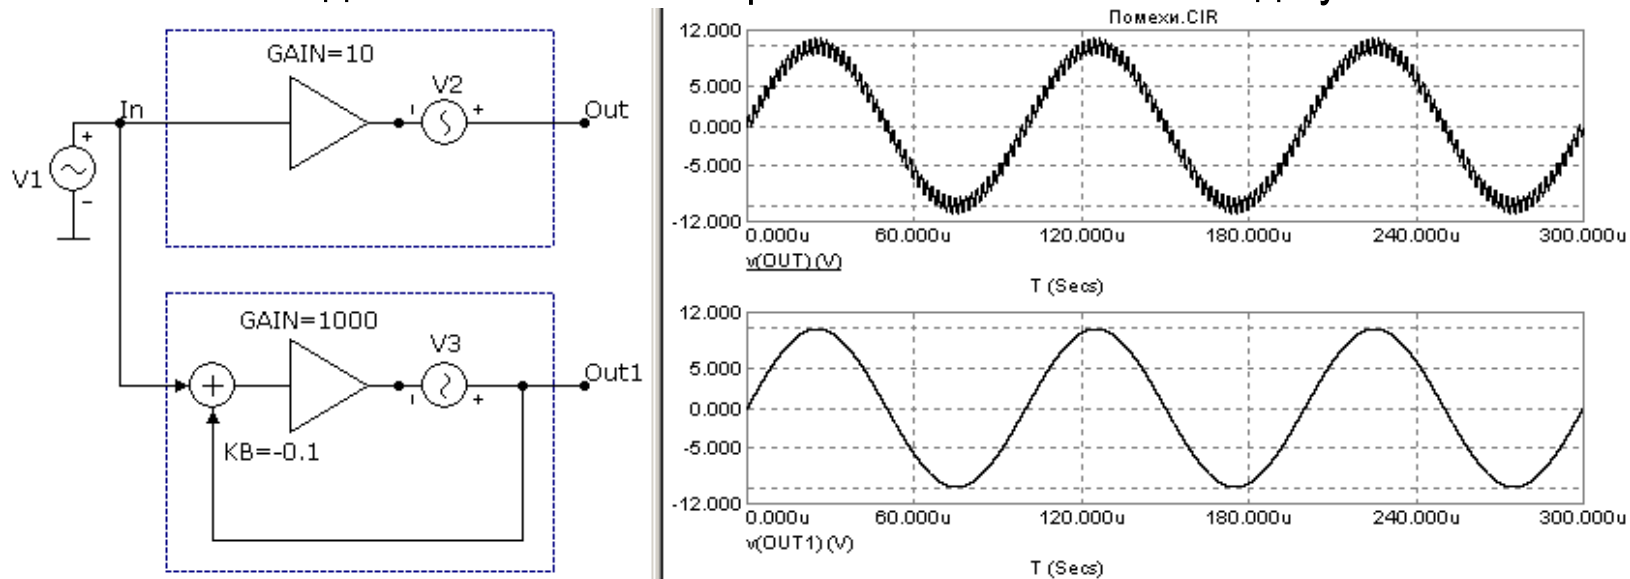 GAIN=10
V2
In
Out
V1
GAIN=1000
V3
Out1
KB=-0.1
Помехи.CIR
12.000
5.000
0.000
-5.000
-12.000
0.000u 60.000u 120.000u 180.000u 240.000u 300.000u
v(OUT) (V)
T (Secs)
12.000
5.000
0.000
-5.000
-12.000
0.000u 60.000u 120.000u 180.000u 240.000u 300.000u
v(OUT1) (V)
T (Secs)